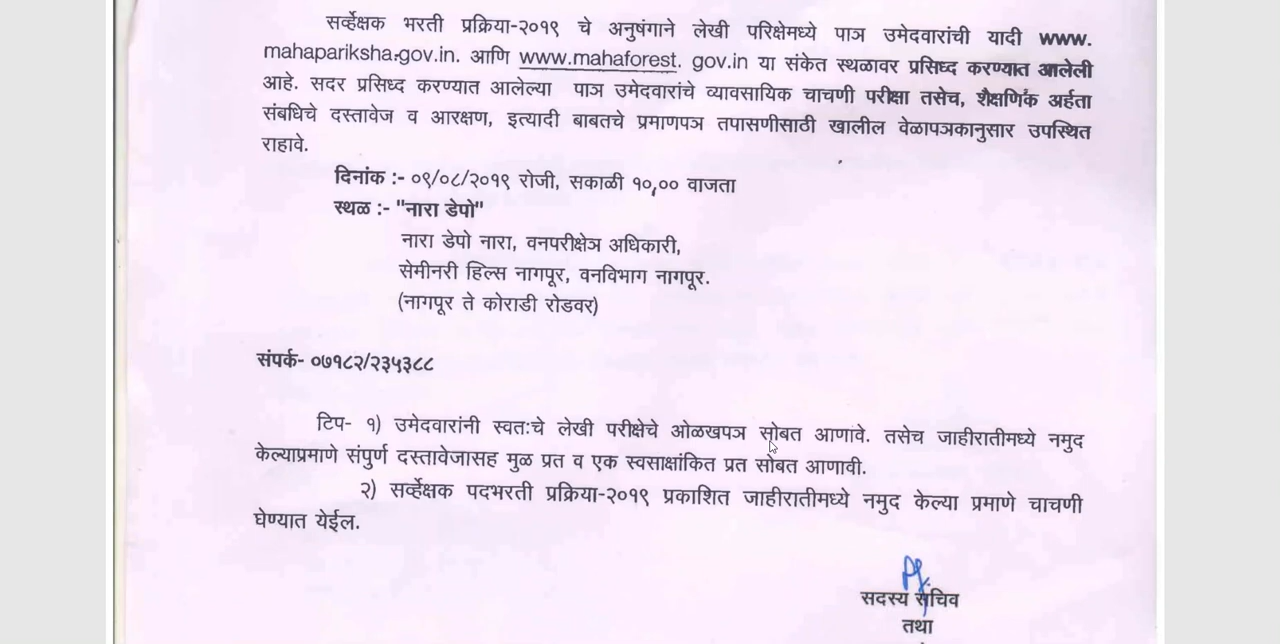 सर्व्हेक्षक भरती प्रक्रिया-२०१९ चे अनुषंगाने लेखी परिक्षेमध्ये पाञ उमेदवारांची यादी www.
mahapariksha.gov.in. आणि www.mahaforest. gov.in या संकेत स्थळावर प्रसिध्द करण्यात आलेली
आहे. सदर प्रसिध्द करण्यात आलेल्या पाञ उमेदवारांचे व्यावसायिक चाचणी परीक्षा तसेच, शैक्षणिक अर्हता
संबधिचे दस्तावेज व आरक्षण, इत्यादी बाबतचे प्रमाणपञ तपासणीसाठी खालील वेळापञकानुसार उपस्थित
राहावे.
दिनांक :- ०९/०८/२०१९ रोजी, सकाळी १०,०० वाजता
स्थळ :- "नारा डेपो"
नारा डेपो नारा, वनपरीक्षेञ अधिकारी,
सेमीनरी हिल्स नागपूर, वनविभाग नागपूर.
(नागपूर ते कोराडी रोडवर)
संपर्क- ०७१८२/२३५३८८
टिप- १) उमेदवारांनी स्वतःचे लेखी परीक्षेचे ओळखपञ सोबत आणावे. तसेच जाहीरातीमध्ये नमुद
केल्याप्रमाणे संपुर्ण दस्तावेजासह मुळ प्रत व एक स्वसाक्षांकित प्रत सोबत आणावी.
२) सर्व्हेक्षक पदभरती प्रक्रिया-२०१९ प्रकाशित जाहीरातीमध्ये नमुद केल्या प्रमाणे चाचणी
घेण्यात येईल.
सदस्य सचिव
तथा